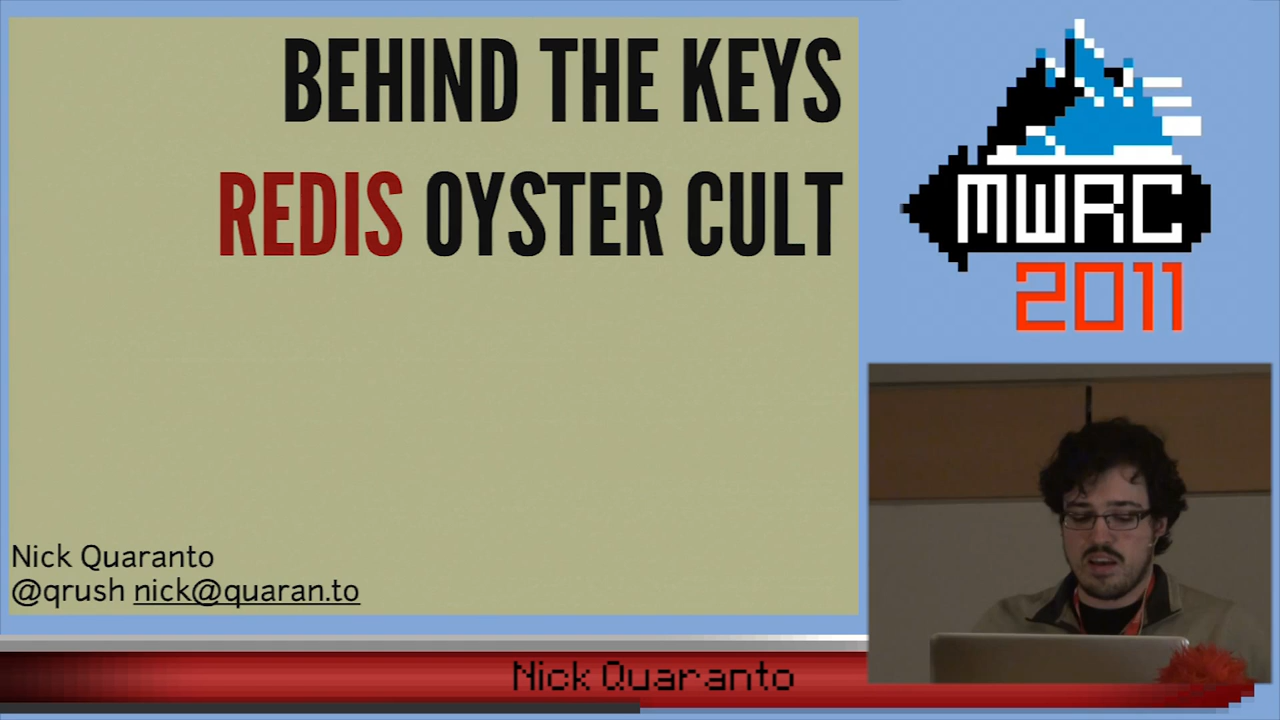 BEHIND THE KEYS
REDIS OYSTER CULT
Nick Quaranto
@qrush nick@quaran.to
MWRC
2011
Nick Quaranto